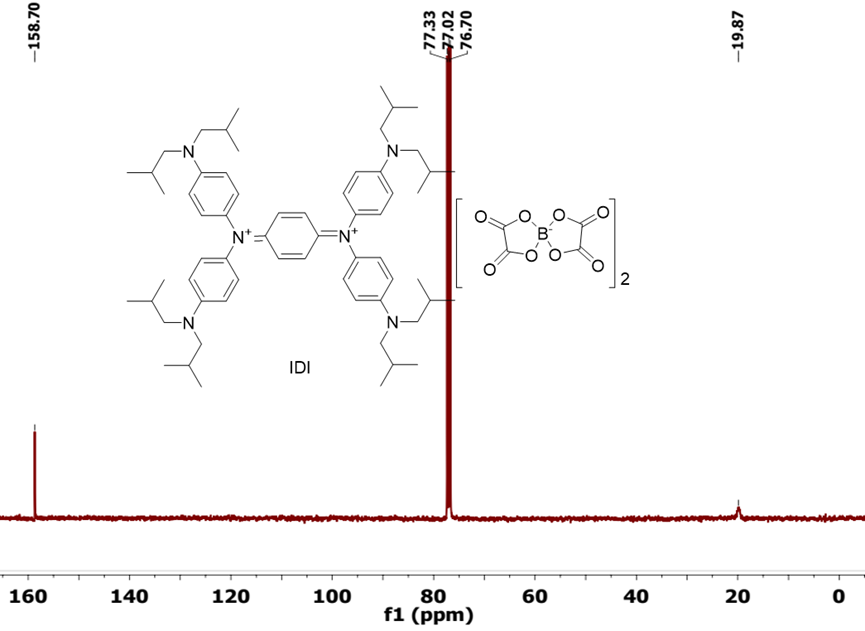 —158.70
77.33
77.02
76.70
—19.87
N
N
N+
N+
N
N
O
O
O
O
B-
O
O
O
O
2
IDI
160
140
120
100
80
60
40
20
0
f1 (ppm)